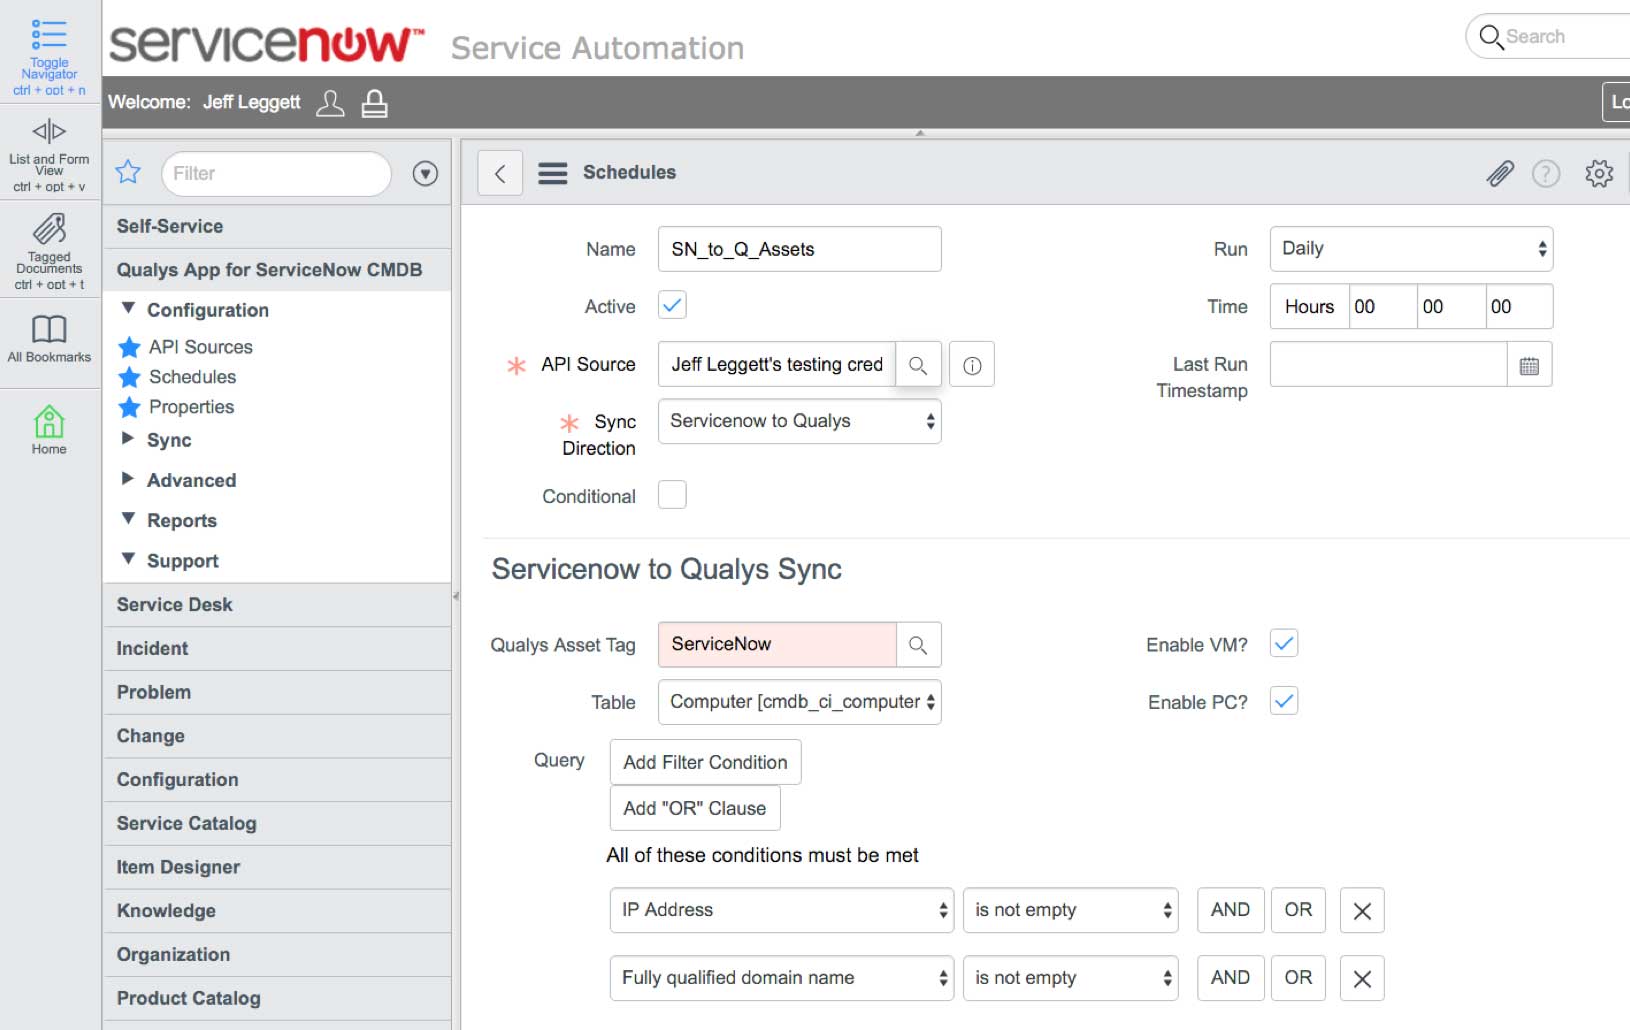 Toggle
Navigator
ctrl + opt + n
List and Form
View
ctrl + opt + v
Tagged
Documents
ctrl + opt + t
All Bookmarks
Home
servicenow™ Service Automation
Search
Welcome: Jeff Leggett
Lo
Filter
Self-Service
Qualys App for ServiceNow CMDB
Configuration
API Sources
Schedules
Properties
Sync
Advanced
Reports
Support
Service Desk
Incident
Problem
Change
Configuration
Service Catalog
Item Designer
Knowledge
Organization
Product Catalog
Schedules
Name SN_to_Q_Assets
Active
API Source Jeff Leggett's testing cred
Sync
Direction
Servicenow to Qualys
Conditional
Run Daily
Time Hours 00 00 00
Last Run
Timestamp
Servicenow to Qualys Sync
Qualys Asset Tag ServiceNow
Enable VM?
Table Computer [cmdb_ci_computer
Enable PC?
Query Add Filter Condition
Add "OR" Clause
All of these conditions must be met
IP Address is not empty AND OR
Fully qualified domain name is not empty AND OR